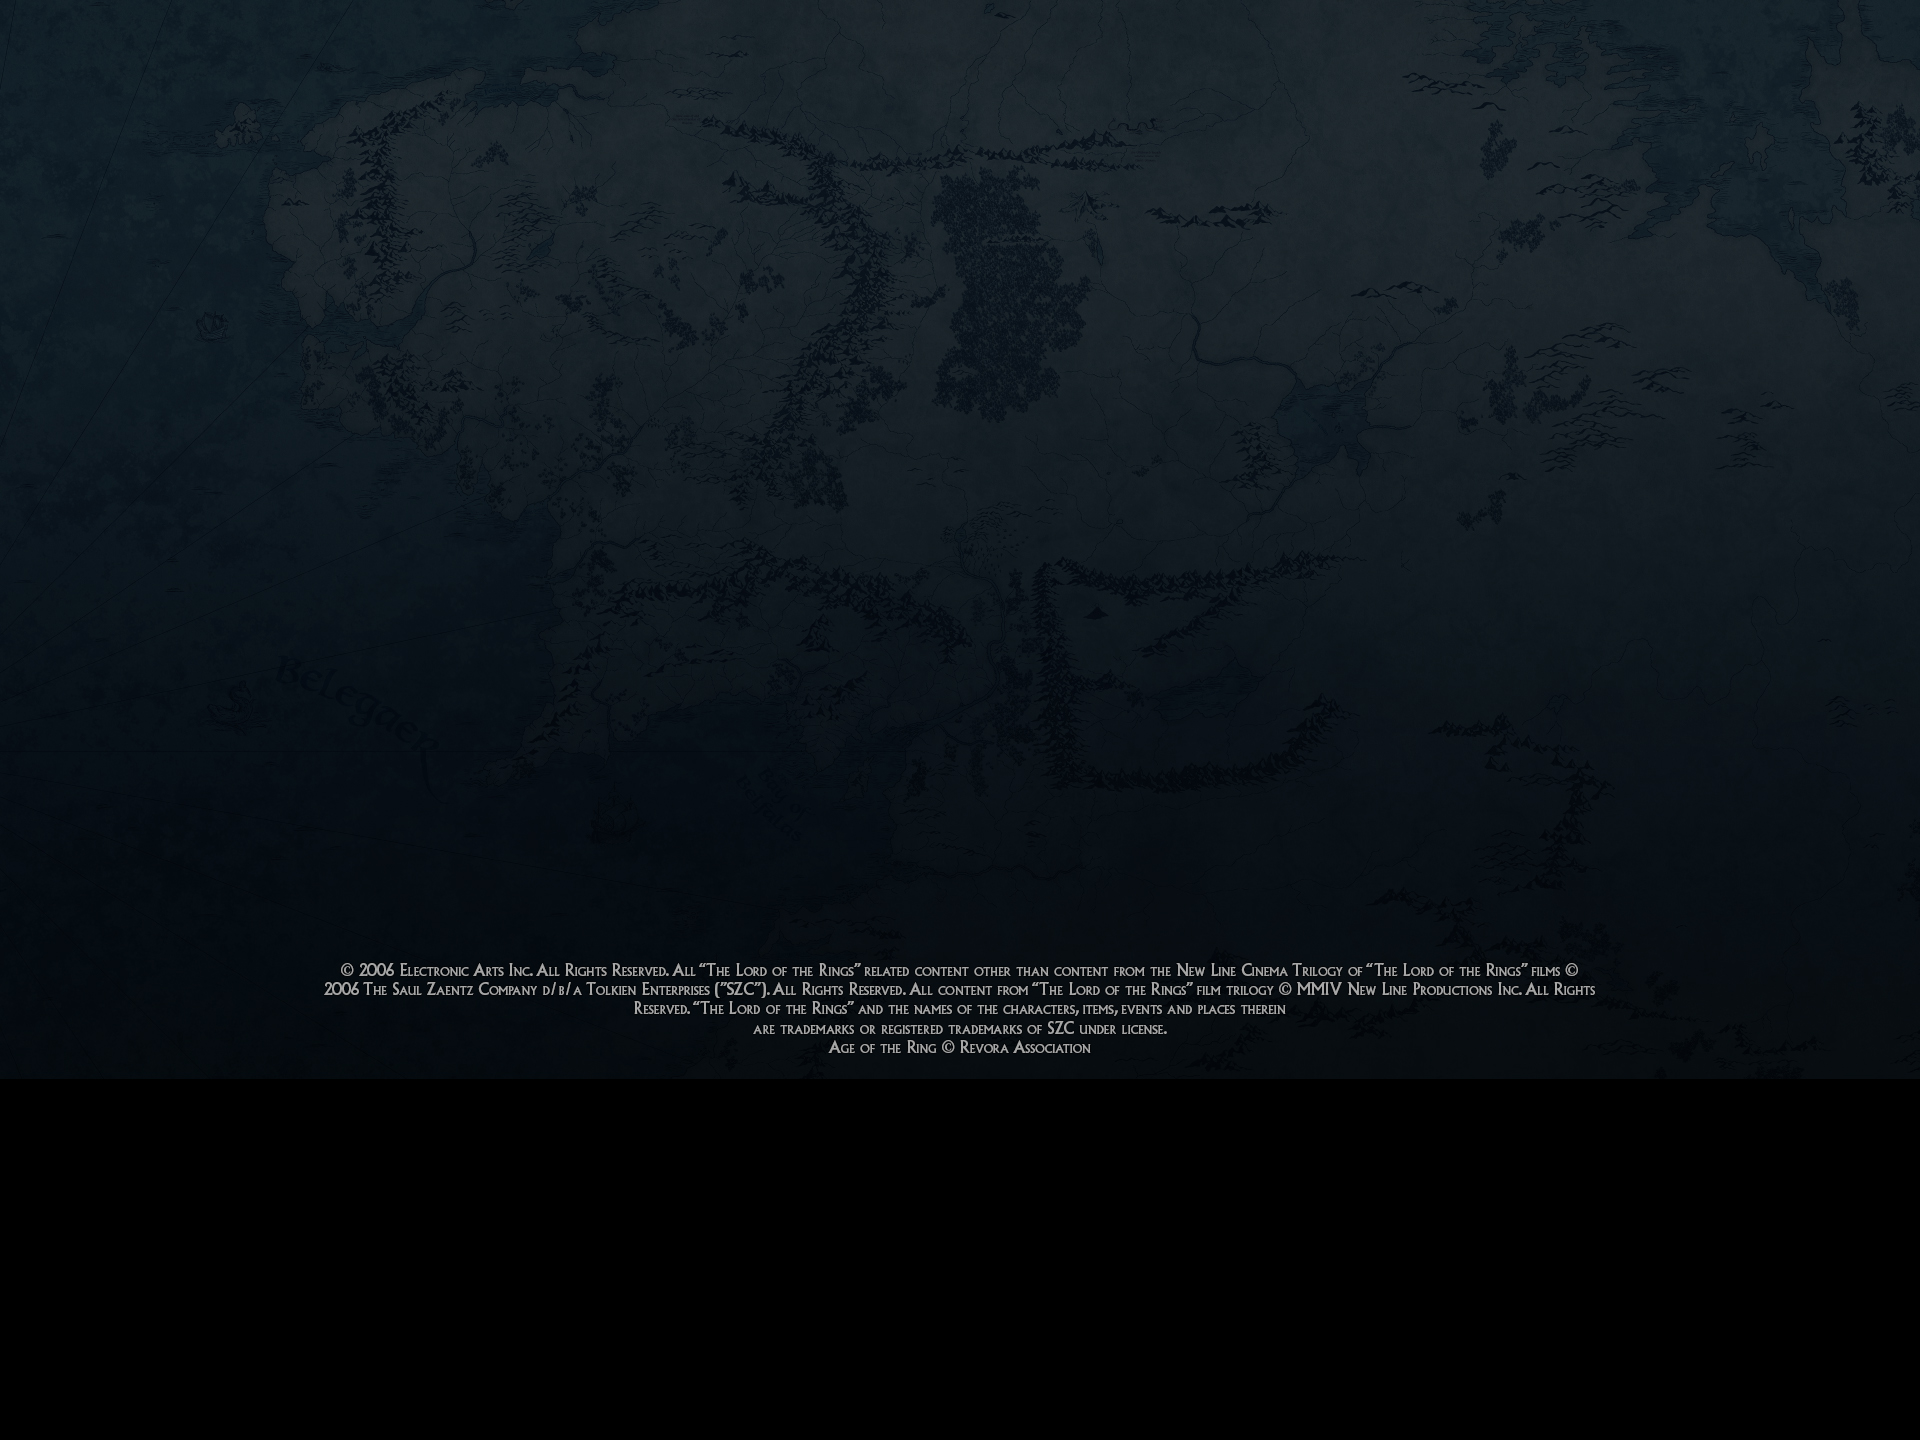 Belegaer
© 2006 Electronic Arts Inc. All Rights Reserved. All “The Lord of the Rings” related content other than content from the New Line Cinema Trilogy of “The Lord of the Rings” films ©
2006 The Saul Zaentz Company d/b/a Tolkien Enterprises (”SZC”). All Rights Reserved. All content from “The Lord of the Rings” film trilogy © MMIV New Line Productions Inc. All Rights
Reserved. “The Lord of the Rings” and the names of the characters, items, events and places therein
are trademarks or registered trademarks of SZC under license.
Age of the Ring © Revora Association